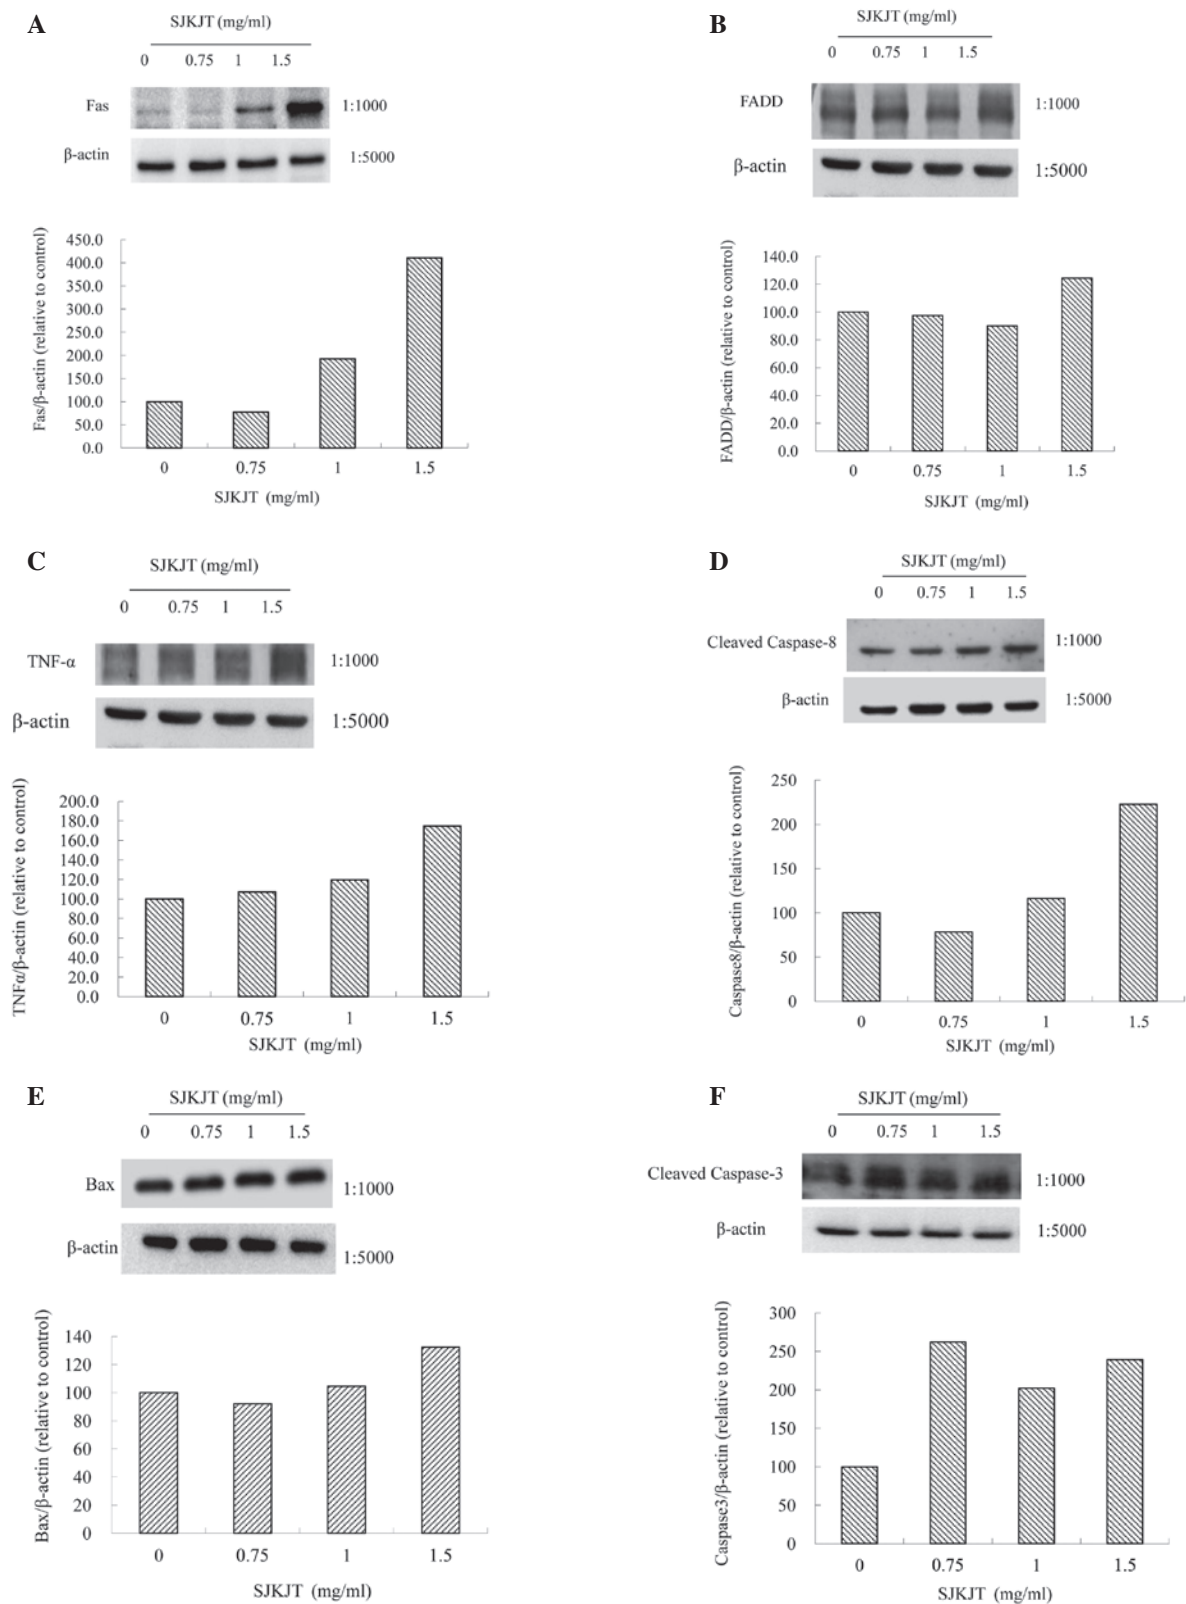 A
SJKJT (mg/ml)
0 0.75 1 1.5
Fas 1:1000
β-actin 1:5000
450.0
400.0
350.0
300.0
250.0
200.0
150.0
100.0
50.0
0.0
Fas/β-actin (relative to control)
0 0.75 1 1.5
SJKJT (mg/ml)
B
SJKJT (mg/ml)
0 0.75 1 1.5
FADD 1:1000
β-actin 1:5000
140.0
120.0
100.0
80.0
60.0
40.0
20.0
0.0
FADD/β-actin (relative to control)
0 0.75 1 1.5
SJKJT (mg/ml)
C
SJKJT (mg/ml)
0 0.75 1 1.5
TNF-α 1:1000
β-actin 1:5000
200.0
180.0
160.0
140.0
120.0
100.0
80.0
60.0
40.0
20.0
0.0
TNFα/β-actin (relative to control)
0 0.75 1 1.5
SJKJT (mg/ml)
D
SJKJT (mg/ml)
0 0.75 1 1.5
Cleaved Caspase-8 1:1000
β-actin 1:5000
250
200
150
100
50
0
Caspase8/β-actin (relative to control)
0 0.75 1 1.5
SJKJT (mg/ml)
E
SJKJT (mg/ml)
0 0.75 1 1.5
Bax 1:1000
β-actin 1:5000
140
120
100
80
60
40
20
0
Bax/β-actin (relative to control)
0 0.75 1 1.5
SJKJT (mg/ml)
F
SJKJT (mg/ml)
0 0.75 1 1.5
Cleaved Caspase-3 1:1000
β-actin 1:5000
300
250
200
150
100
50
0
Caspase3/β-actin (relative to control)
0 0.75 1 1.5
SJKJT (mg/ml)